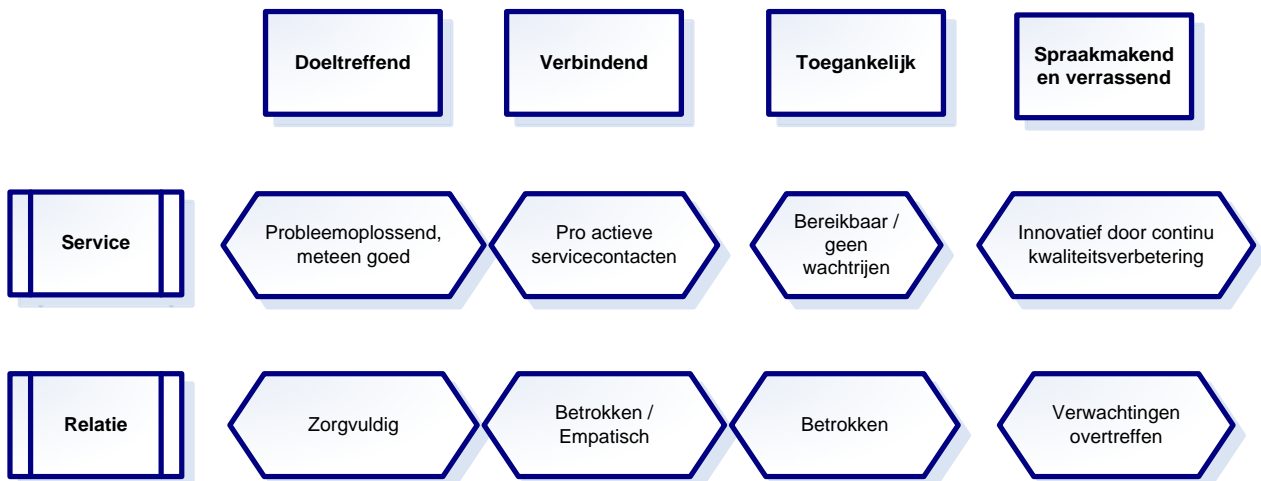 Doeltreffend
Verbindend
Toegankelijk
Spraakmakend
en verrassend
Service
Probleemoplossend,
meteen goed
Pro actieve
servicecontacten
Bereikbaar /
geen
wachtrijen
Innovatief door continu
kwaliteitsverbetering
Relatie
Zorgvuldig
Betrokken /
Empatisch
Betrokken
Verwachtingen
overtreffen